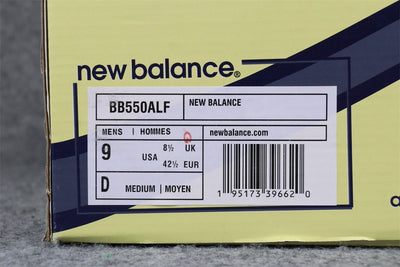 new balance®
BB550ALF
NEW BALANCE
MENS | HOMMES
newbalance.com
9 USA 8½ UK
42½ EUR
D MEDIUM | MOYEN
1 95173 39662 0